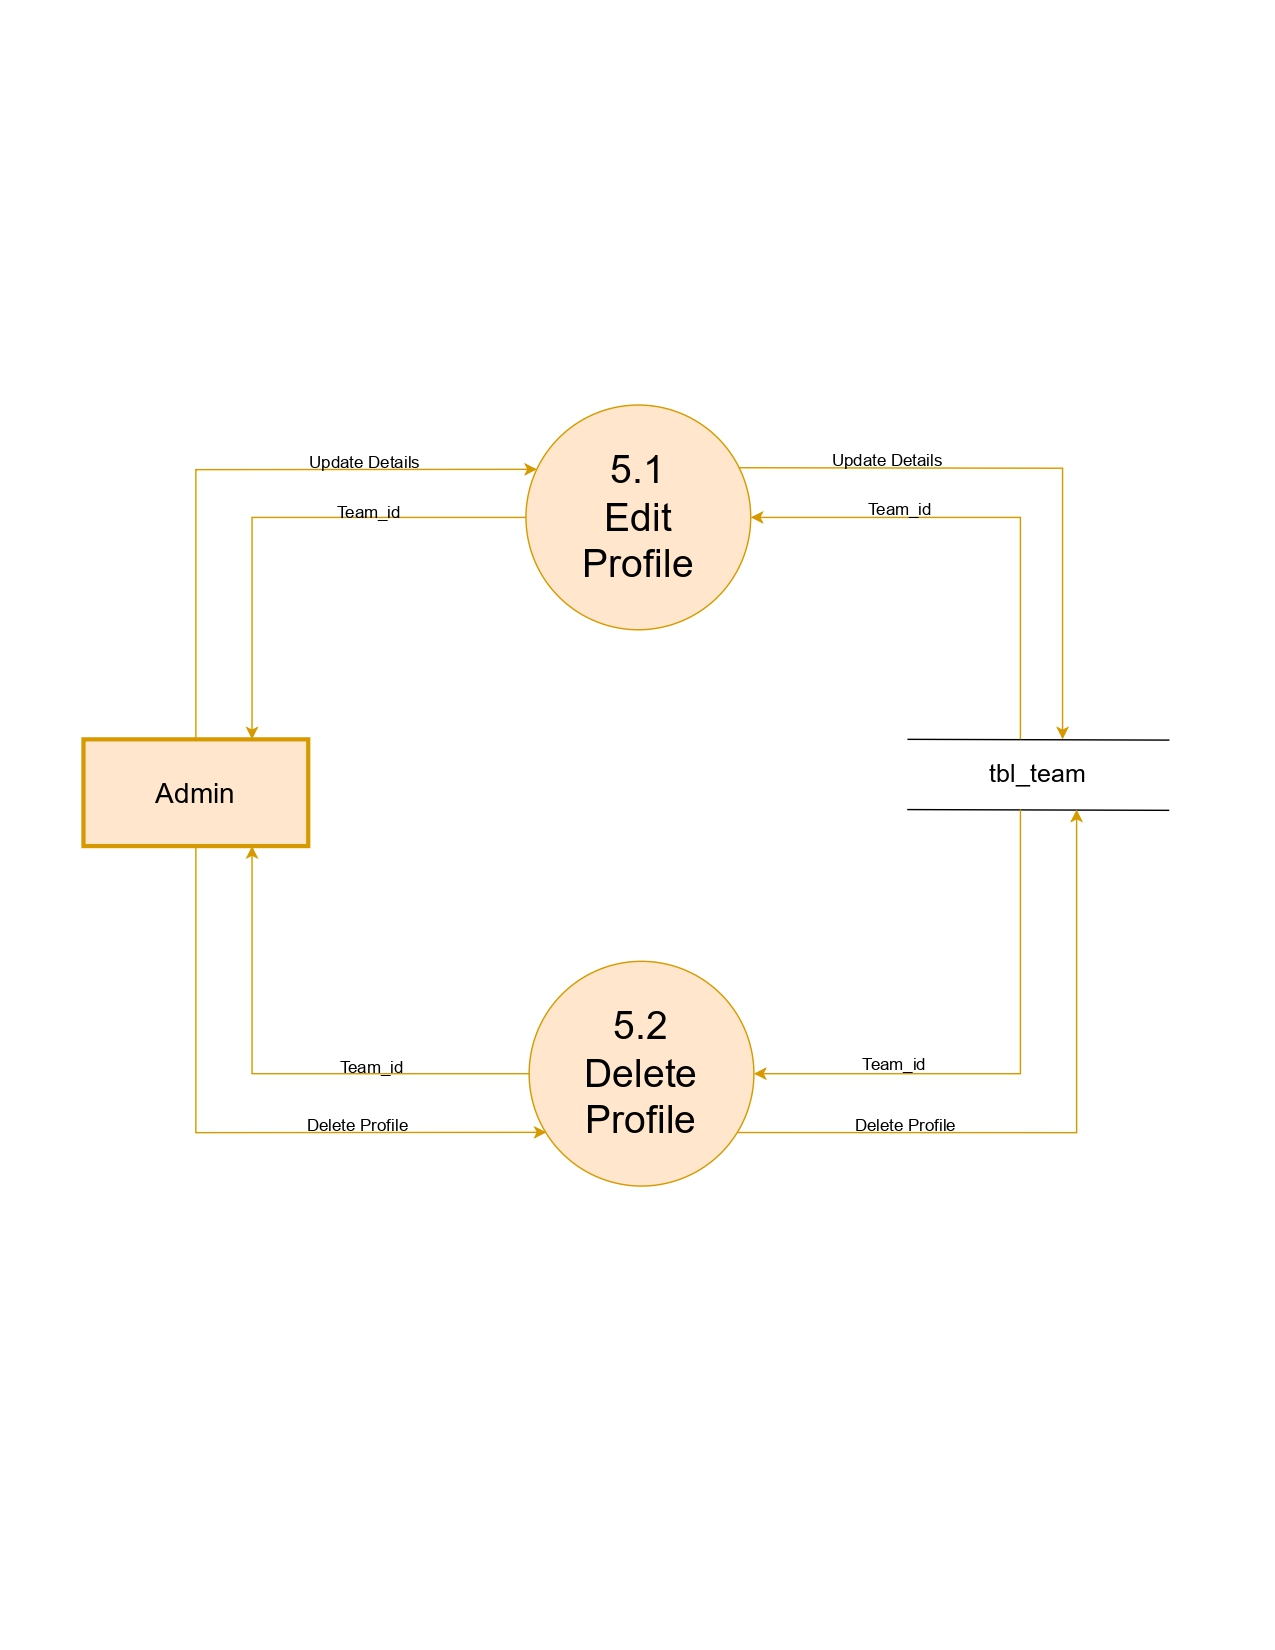 5.1
Edit
Profile
Update Details
Update Details
Team_id
Team_id
Admin
tbl_team
5.2
Delete
Profile
Team_id
Team_id
Delete Profile
Delete Profile